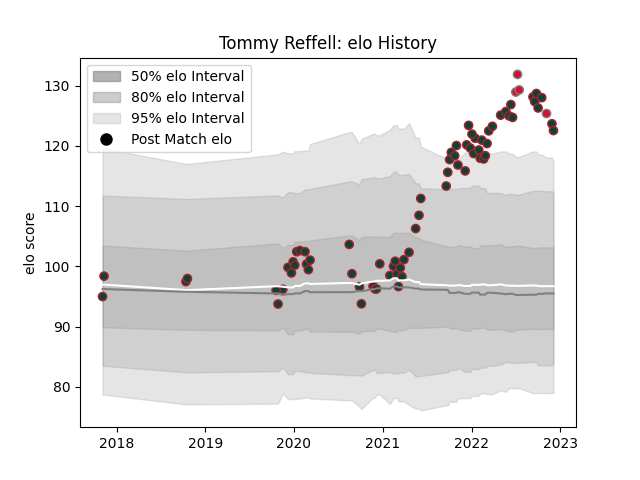 Tommy Reffell: elo History
50% elo Interval
80% elo Interval
95% elo Interval
Post Match elo
elo score
130
120
110
100
90
80
2018
2019
2020
2021
2022
2023